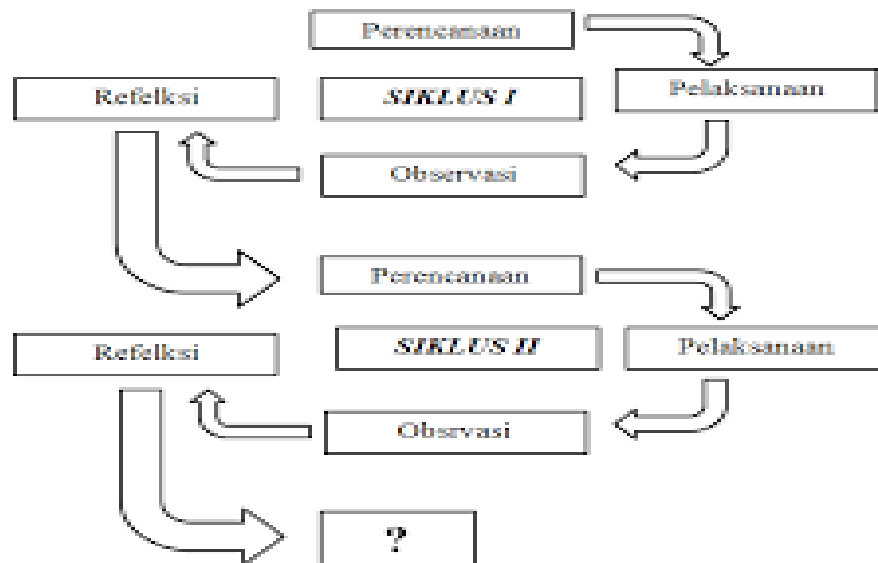 Perencanaan
Refelksi
SIKLUS I
Pelaksanaan
Observasi
Perencanaan
Refelksi
SIKLUS II
Pelaksanaan
Obsrvasi
?